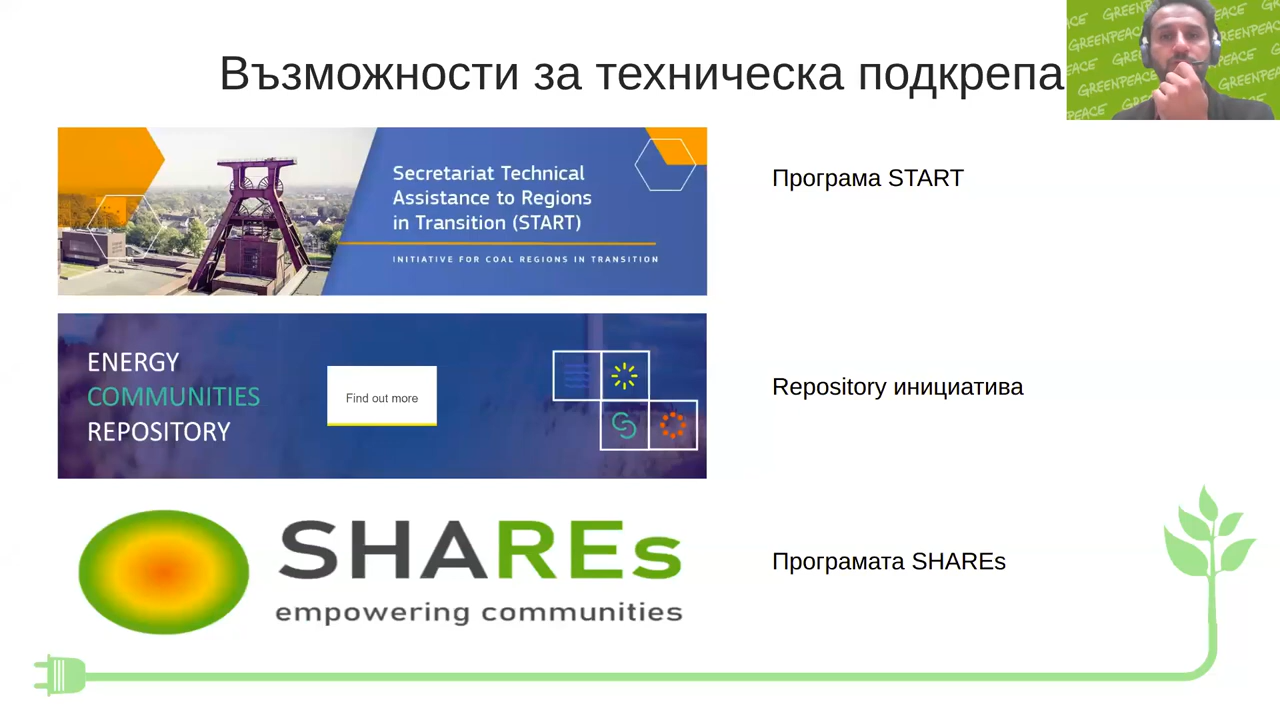 Възможности за техническа подкрепа
GREENPEACE
Secretariat Technical
Assistance to Regions
in Transition (START)
INITIATIVE FOR COAL REGIONS IN TRANSITION
Програма START
ENERGY
COMMUNITIES
REPOSITORY
Find out more
Repository инициатива
SHAREs
empowering communities
Програмата SHAREs